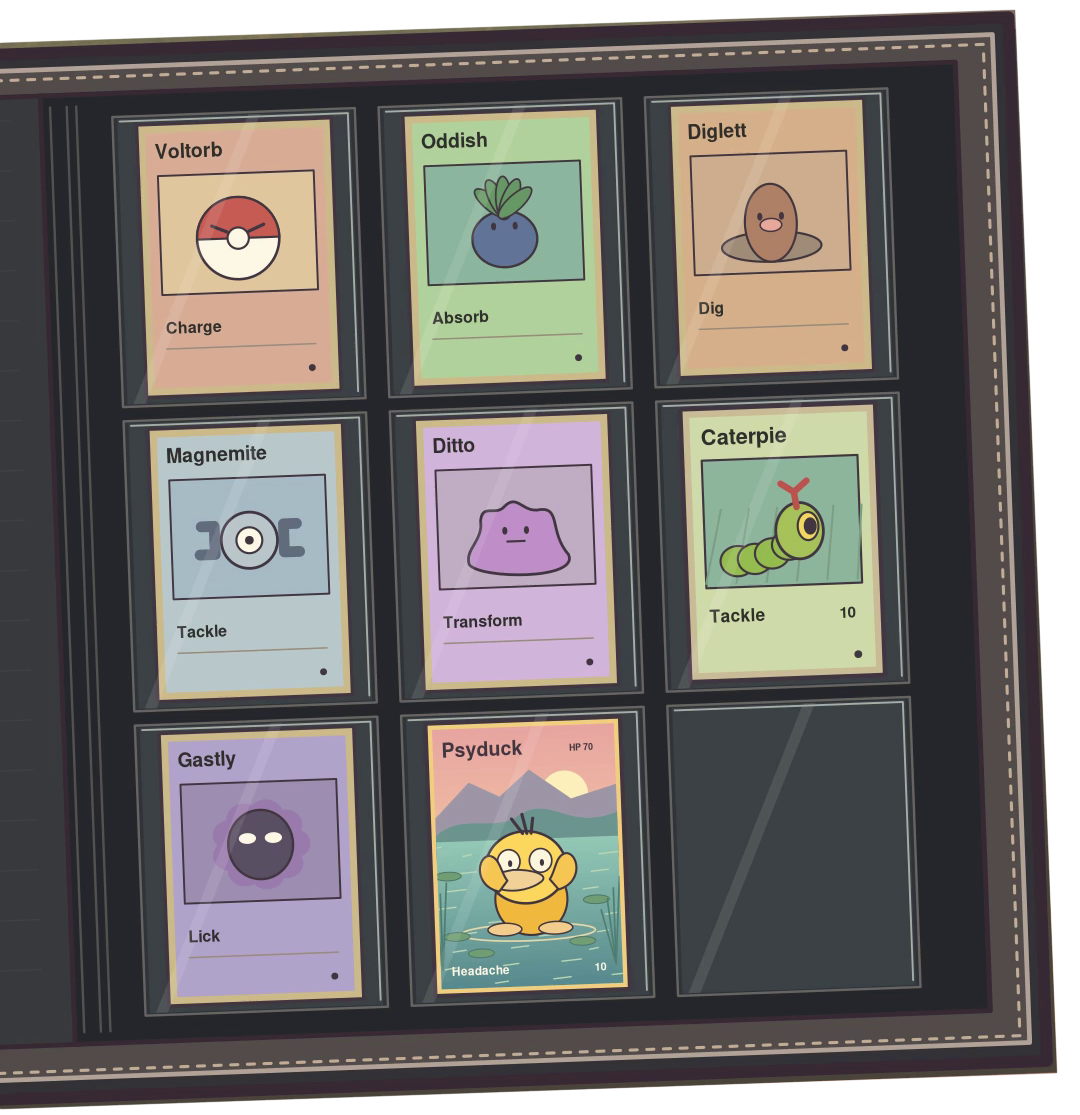 Voltorb
Charge
Oddish
Absorb
Diglett
Dig
Magnemite
Tackle
Ditto
Transform
Caterpie
Tackle 10
Gastly
Lick
Psyduck HP 70
Headache 10